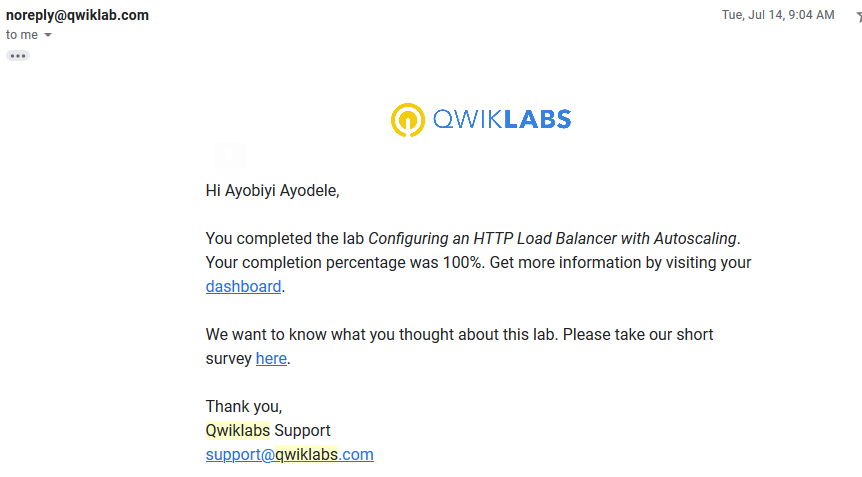 noreply@qwiklab.com
Tue, Jul 14, 9:04 AM
to me
QWIKLABS
Hi Ayobiyi Ayodele,
You completed the lab Configuring an HTTP Load Balancer with Autoscaling.
Your completion percentage was 100%. Get more information by visiting your
dashboard.
We want to know what you thought about this lab. Please take our short
survey here.
Thank you,
Qwiklabs Support
support@qwiklabs.com